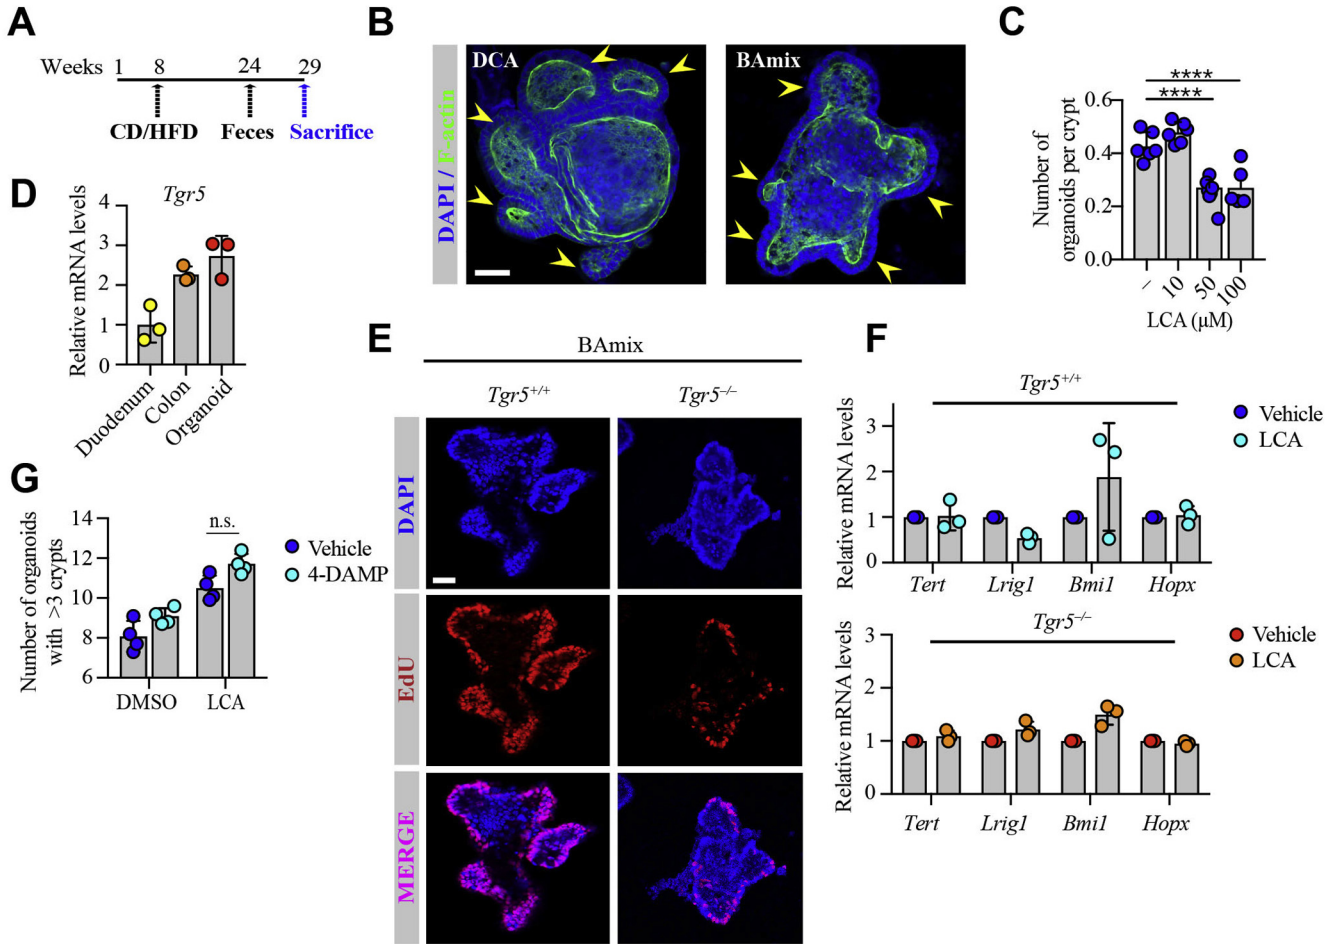 A
Weeks 1 8 24 29
CD/HFD Feces Sacrifice
B
DAPI / F-actin
DCA
BAmix
C
Number of
organoids per crypt
0.6
0.4
0.2
0.0
****
****
– 10 50 100
LCA (µM)
D
Tgr5
Relative mRNA levels
4
3
2
1
0
Duodenum
Colon
Organoid
E
BAmix
Tgr5+/+ Tgr5–/–
DAPI
EdU
MERGE
F
Tgr5+/+
Relative mRNA levels
3
2
1
0
Vehicle
LCA
Tert Lrig1 Bmi1 Hopx
Tgr5–/–
Relative mRNA levels
3
2
1
0
Vehicle
LCA
Tert Lrig1 Bmi1 Hopx
G
Number of organoids
with >3 crypts
14
12
10
8
6
n.s.
Vehicle
4-DAMP
DMSO LCA